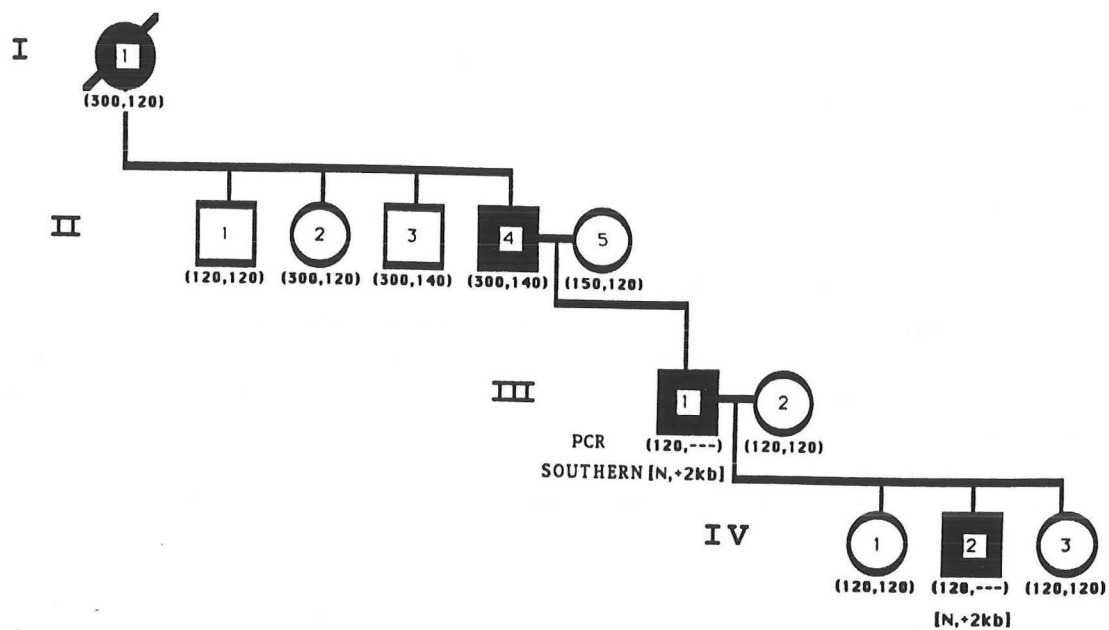 I
1
(300,120)
II
1 2 3 4 5
(120,120) (300,120) (300,140) (300,140) (150,120)
III
1 2
PCR (120,---) (120,120)
SOUTHERN [N,+2kb]
IV
1 2 3
(120,120) (120,---) (120,120)
[N,+2kb]